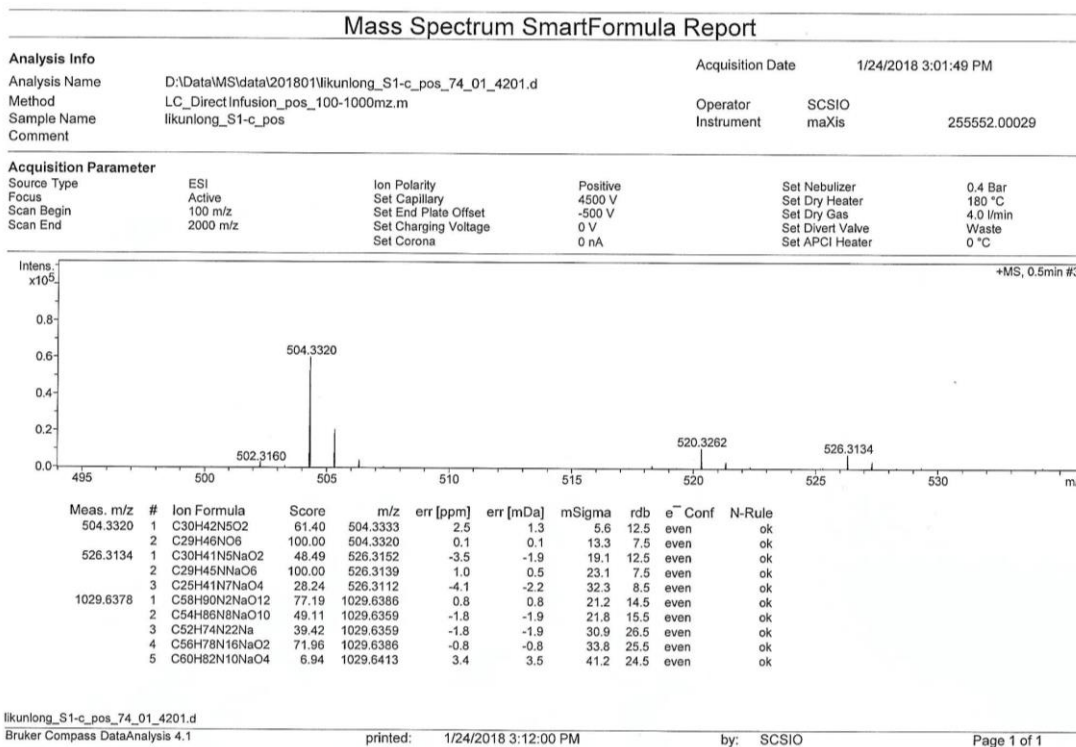 Mass Spectrum SmartFormula Report
Analysis Info
Acquisition Date 1/24/2018 3:01:49 PM
Analysis Name D:\Data\MS\data\201801\likunlong_S1-c_pos_74_01_4201.d
Method LC_Direct Infusion_pos_100-1000mz.m
Operator SCSIO
Sample Name likunlong_S1-c_pos
Instrument maXis 255552.00029
Comment
Acquisition Parameter
Source Type ESI Ion Polarity Positive Set Nebulizer 0.4 Bar
Focus Active Set Capillary 4500 V Set Dry Heater 180 °C
Scan Begin 100 m/z Set End Plate Offset -500 V Set Dry Gas 4.0 l/min
Scan End 2000 m/z Set Charging Voltage 0 V Set Divert Valve Waste
Set Corona 0 nA Set APCI Heater 0 °C
Intens.
x10^5
+MS, 0.5min #3
0.8
504.3320
0.6
0.4
0.2
502.3160
520.3262
526.3134
0.0
495 500 505 510 515 520 525 530 m
Meas. m/z # Ion Formula Score m/z err [ppm] err [mDa] mSigma rdb e¯ Conf N-Rule
504.3320 1 C30H42N5O2 61.40 504.3333 2.5 1.3 5.6 12.5 even ok
2 C29H46NO6 100.00 504.3320 0.1 0.1 13.3 7.5 even ok
526.3134 1 C30H41N5NaO2 48.49 526.3152 -3.5 -1.9 19.1 12.5 even ok
2 C29H45NNaO6 100.00 526.3139 1.0 0.5 23.1 7.5 even ok
3 C25H41N7NaO4 28.24 526.3112 -4.1 -2.2 32.3 8.5 even ok
1029.6378 1 C58H90N2NaO12 77.19 1029.6386 0.8 0.8 21.2 14.5 even ok
2 C54H86N8NaO10 49.11 1029.6359 -1.8 -1.9 21.8 15.5 even ok
3 C52H74N22Na 39.42 1029.6359 -1.8 -1.9 30.9 26.5 even ok
4 C56H78N16NaO2 71.96 1029.6386 -0.8 -0.8 33.8 25.5 even ok
5 C60H82N10NaO4 6.94 1029.6413 3.4 3.5 41.2 24.5 even ok
likunlong_S1-c_pos_74_01_4201.d
Bruker Compass DataAnalysis 4.1 printed: 1/24/2018 3:12:00 PM by: SCSIO Page 1 of 1